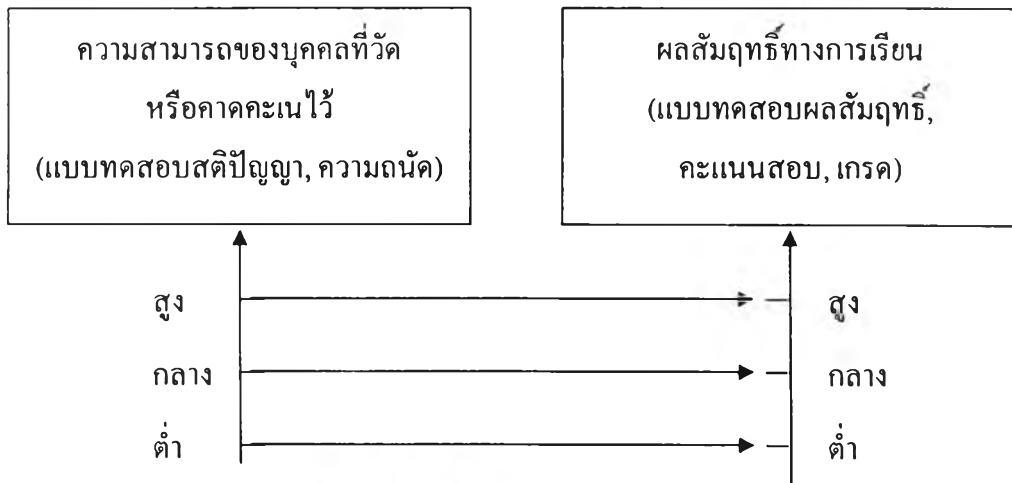 ความสามารถของบุคคลที่วัด
หรือคาดคะเนไว้
(แบบทดสอบสติปัญญา, ความถนัด)
ผลสัมฤทธิ์ทางการเรียน
(แบบทดสอบผลสัมฤทธิ์,
คะแนนสอบ, เกรด)
สูง สูง
กลาง กลาง
ต่ำ ต่ำ